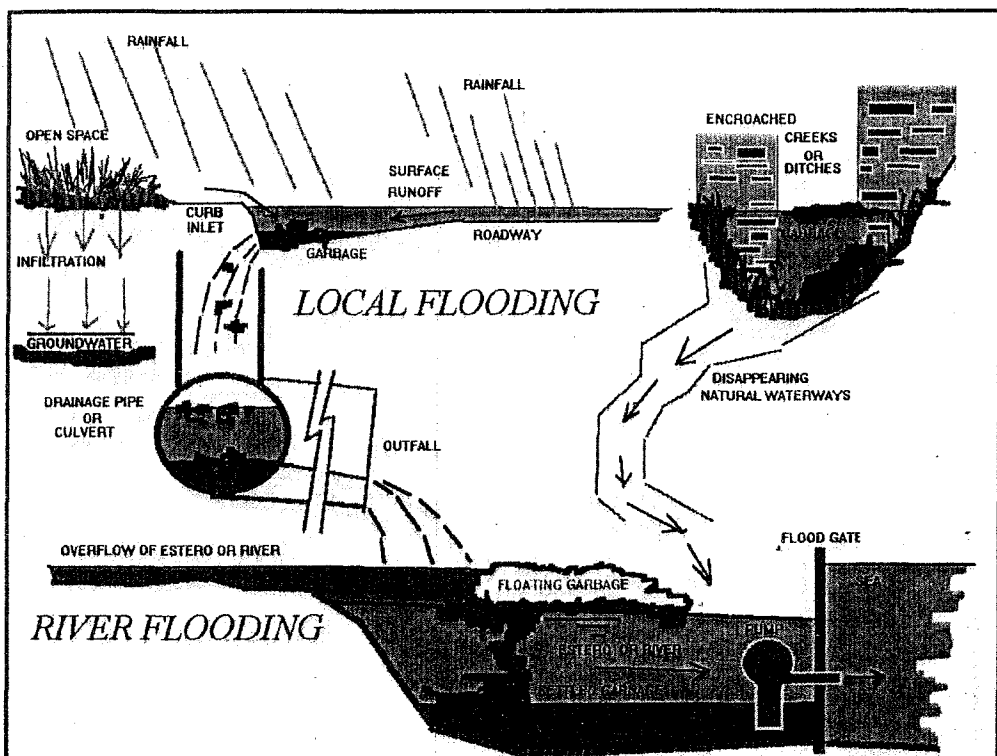 RAINFALL
RAINFALL
OPEN SPACE
ENCROACHED
CREEKS
OR
DITCHES
SURFACE
RUNOFF
CURB
INLET
ROADWAY
GARBAGE
INFILTRATION
LOCAL FLOODING
GROUNDWATER
DISAPPEARING
NATURAL WATERWAYS
DRAINAGE PIPE
OR
CULVERT
OUTFALL
FLOOD GATE
OVERFLOW OF ESTERO OR RIVER
FLOATING GARBAGE
SEA
RIVER FLOODING
PUMP
ESTERO OR RIVER